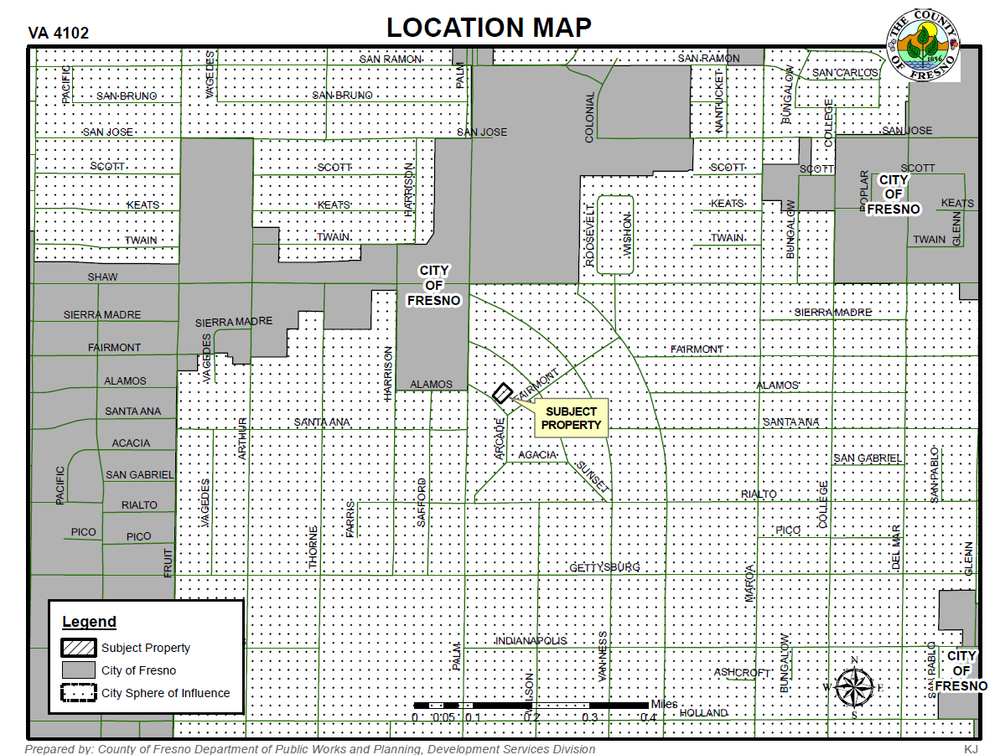 VA 4102
LOCATION MAP
THE COUNTY
OF FRESNO
1856
PACIFIC
VAGEDES
SAN RAMON
PALM
SAN RAMON
SAN BRUNO
SAN BRUNO
COLONIAL
NANTUCKET
BUNGALOW
SAN CARLOS
COLLEGE
SAN JOSE
SAN JOSE
SAN JOSE
SCOTT
SCOTT
HARRISON
SCOTT
SCOTT
SCOTT
POPLAR
CITY
OF
FRESNO
KEATS
KEATS
KEATS
KEATS
TWAIN
TWAIN
ROOSEVELT
WISHON
TWAIN
BUNGALOW
TWAIN
GLENN
SHAW
CITY
OF
FRESNO
SIERRA MADRE
SIERRA MADRE
SIERRA MADRE
FAIRMONT
VAGEDES
HARRISON
FAIRMONT
FAIRMONT
ALAMOS
ALAMOS
ALAMOS
SUBJECT
PROPERTY
SANTA ANA
ARTHUR
SANTA ANA
ARCADE
SANTA ANA
ACACIA
ACACIA
SUNSET
SAN GABRIEL
SAN GABRIEL
SAN PABLO
PACIFIC
VAGEDES
FARRIS
SAFFORD
RIALTO
RIALTO
COLLEGE
PICO
PICO
THORNE
PICO
DEL MAR
FRUIT
GETTYSBURG
MAROA
GLENN
INDIANAPOLIS
PALM
WILSON
VAN NESS
ASHCROFT
BUNGALOW
SAN PABLO
CITY
OF
FRESNO
HOLLAND
Legend
Subject Property
City of Fresno
City Sphere of Influence
N
W
E
S
Miles
0 0.05 0.1 0.2 0.3 0.4
Prepared by: County of Fresno Department of Public Works and Planning, Development Services Division
KJ